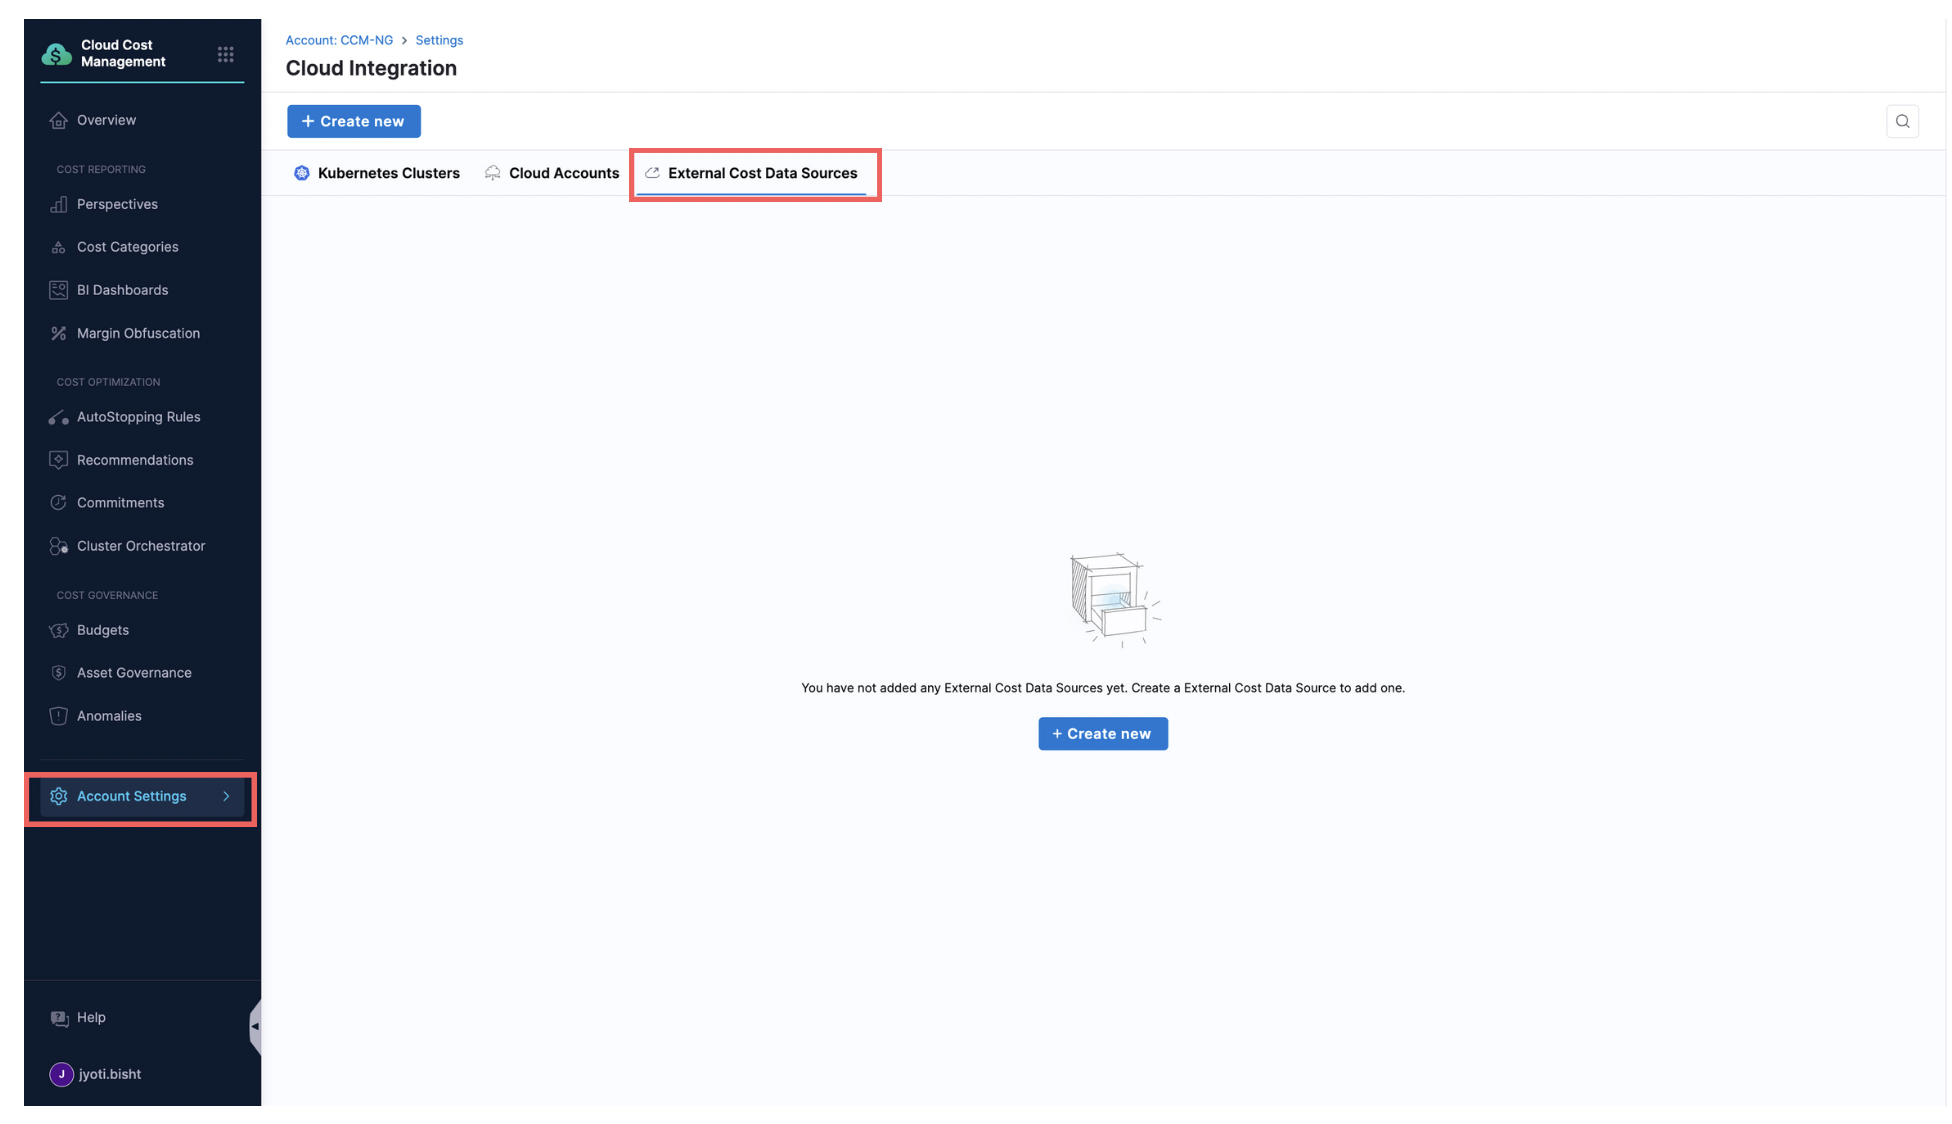 Cloud Cost
Management
Overview
COST REPORTING
Perspectives
Cost Categories
BI Dashboards
Margin Obfuscation
COST OPTIMIZATION
AutoStopping Rules
Recommendations
Commitments
Cluster Orchestrator
COST GOVERNANCE
Budgets
Asset Governance
Anomalies
Account Settings
Help
J jyoti.bisht
Account: CCM-NG > Settings
Cloud Integration
+ Create new
Kubernetes Clusters Cloud Accounts External Cost Data Sources
You have not added any External Cost Data Sources yet. Create a External Cost Data Source to add one.
+ Create new